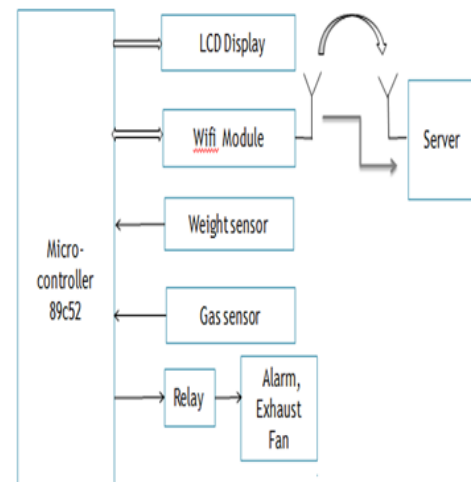 LCD Display
Wifi Module
Server
Weight sensor
Micro-
controller
89c52
Gas sensor
Relay
Alarm,
Exhaust
Fan